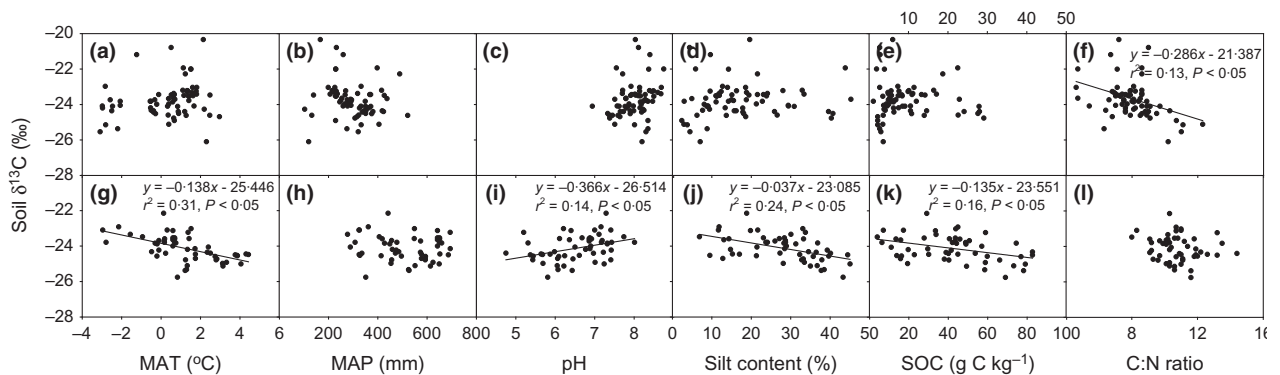 10 20 30 40 50
–20
–22
–24
–26
–28
(a) (b) (c) (d) (e) (f)
y = –0·286x - 21·387
r² = 0·13, P < 0·05
Soil δ¹³C (‰)
–22
–24
–26
–28
(g) (h) (i) (j) (k) (l)
y = –0·138x - 25·446
r² = 0·31, P < 0·05
y = –0·366x - 26·514
r² = 0·14, P < 0·05
y = –0·037x - 23·085
r² = 0·24, P < 0·05
y = –0·135x - 23·551
r² = 0·16, P < 0·05
–4 –2 0 2 4 6 200 400 600 800 5 6 7 8 10 20 30 40 50 20 40 60 80 100 8 12 16
MAT (ºC) MAP (mm) pH Silt content (%) SOC (g C kg⁻¹) C:N ratio